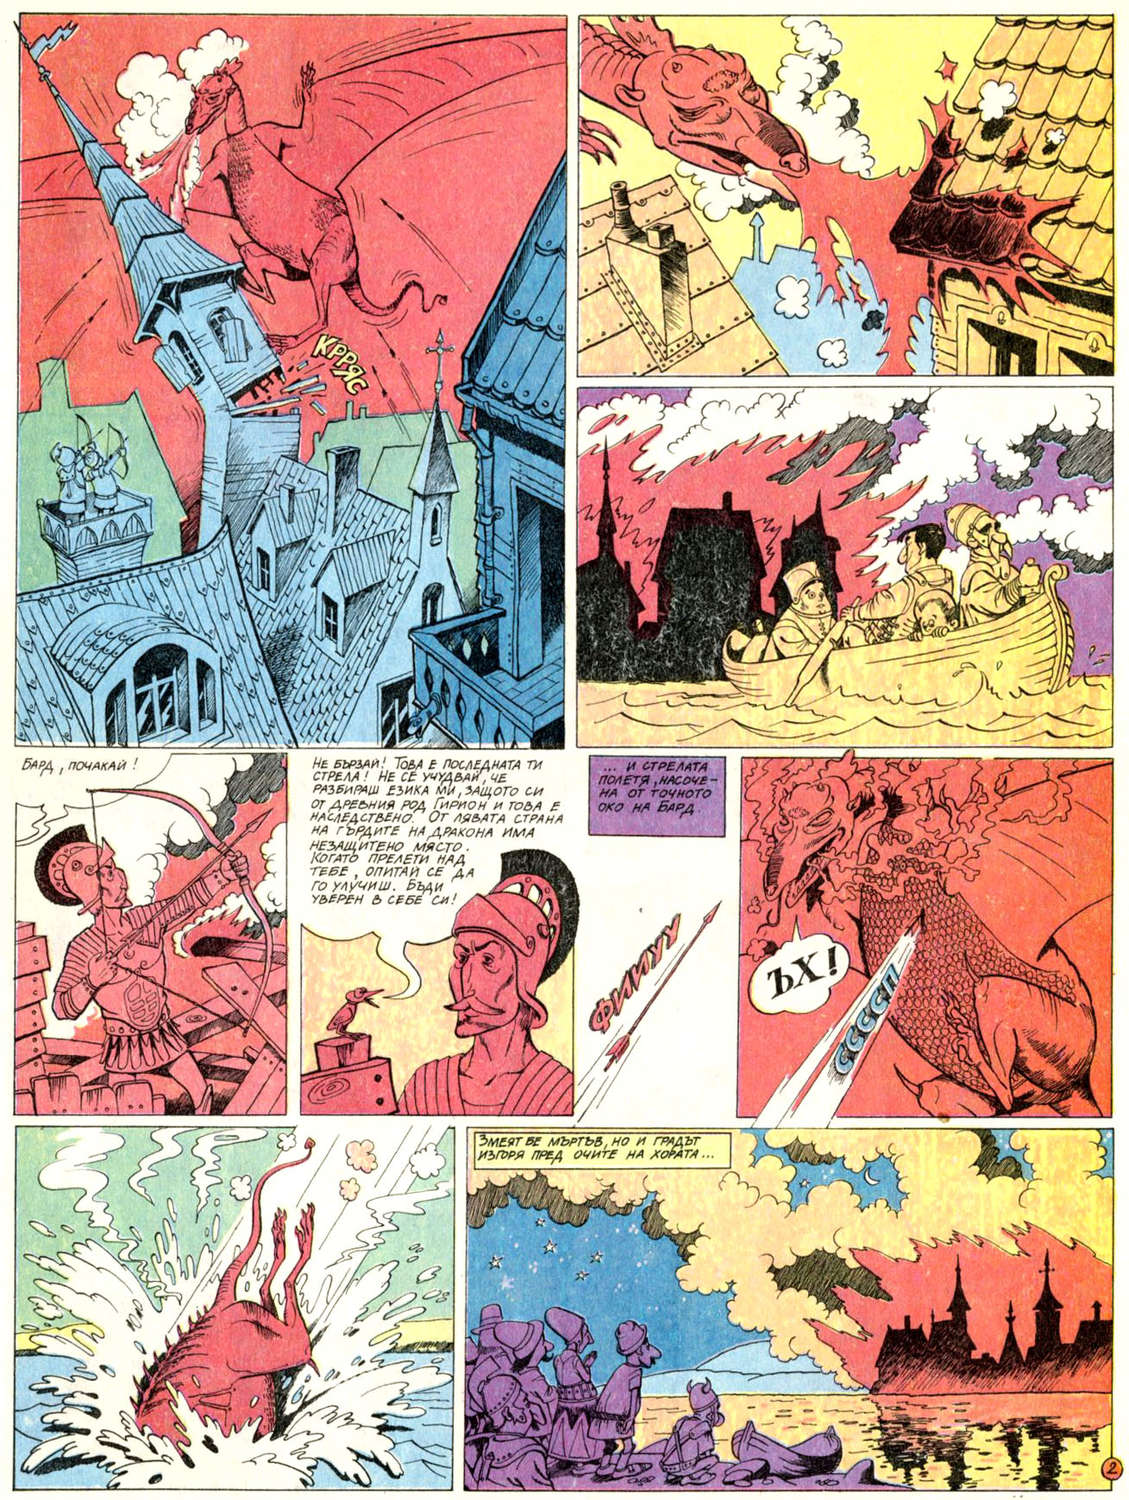 КРРЯС
БАРД, ПОЧАКАЙ!
НЕ БЪРЗАЙ! ТОВА Е ПОСЛЕДНАТА ТИ
СТРЕЛА! НЕ СЕ УЧУДВАЙ, ЧЕ
РАЗБИРАШ ЕЗИКА МИ, ЗАЩОТО СИ
ОТ ДРЕВНИЯ РОД ГИРИОН И ТОВА Е
НАСЛЕДСТВЕНО. ОТ ЛЯВАТА СТРАНА
НА ГЪРДИТЕ НА ДРАКОНА ИМА
НЕЗАЩИТЕНО МЯСТО.
КОГАТО ПРЕЛЕТИ НАД
ТЕБЕ, ОПИТАЙ СЕ ДА
ГО УЛУЧИШ. БЪДИ
УВЕРЕН В СЕБЕ СИ!
... И СТРЕЛАТА
ПОЛЕТЯ, НАСОЧЕ-
НА ОТ ТОЧНОТО
ОКО НА БАРД
ФИИИУУ
ЪХ!
ЗМЕЯТ БЕ МЪРТЪВ, НО И ГРАДЪТ
ИЗГОРЯ ПРЕД ОЧИТЕ НА ХОРАТА...
2